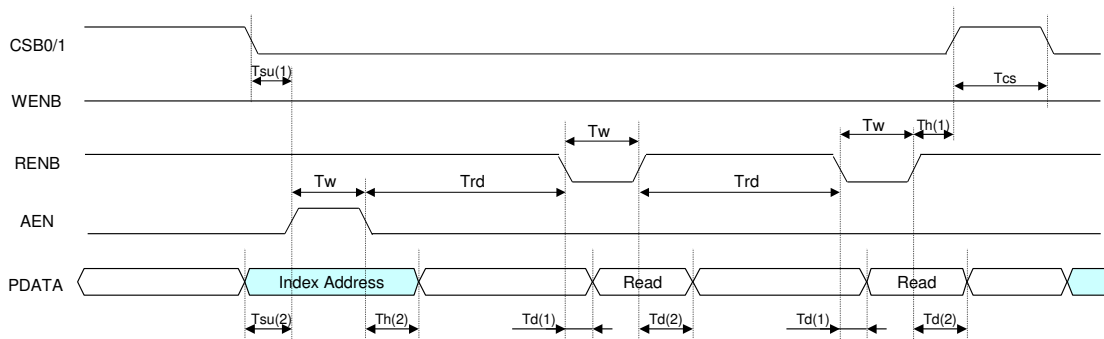 CSB0/1
Tsu(1)
Tcs
WENB
Tw
Tw
Th(1)
RENB
Tw
Trd
Trd
AEN
PDATA
Index Address
Read
Read
Tsu(2)
Th(2)
Td(1)
Td(2)
Td(1)
Td(2)